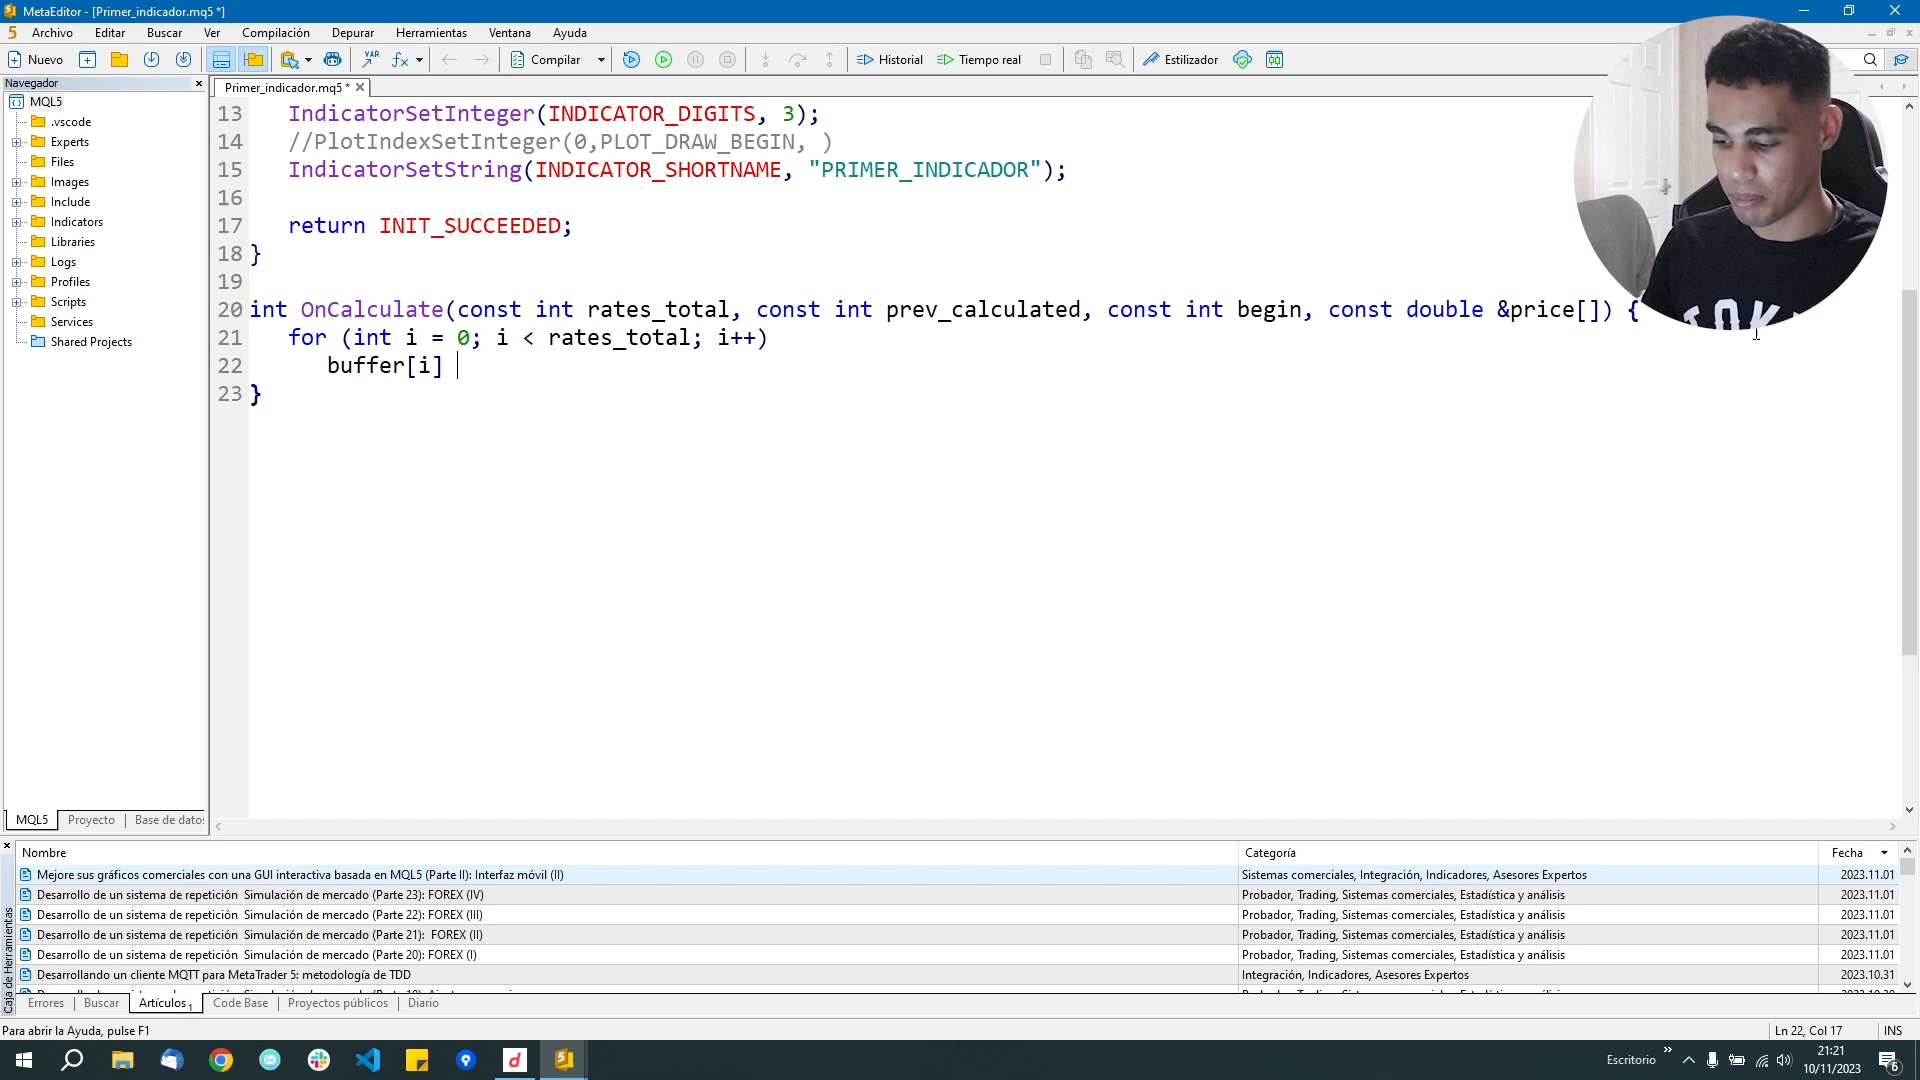 MetaEditor - [Primer_indicador.mq5 *]
5 Archivo Editar Buscar Ver Compilación Depurar Herramientas Ventana Ayuda
Nuevo VAR fx Compilar Historial Tiempo real Estilizador
Navegador
MQL5
.vscode
Experts
Files
Images
Include
Indicators
Libraries
Logs
Profiles
Scripts
Services
Shared Projects
MQL5 Proyecto Base de datos
Primer_indicador.mq5 *
13 IndicatorSetInteger(INDICATOR_DIGITS, 3);
14 //PlotIndexSetInteger(0,PLOT_DRAW_BEGIN, )
15 IndicatorSetString(INDICATOR_SHORTNAME, "PRIMER_INDICADOR");
16
17 return INIT_SUCCEEDED;
18 }
19
20 int OnCalculate(const int rates_total, const int prev_calculated, const int begin, const double &price[]) {
21 for (int i = 0; i < rates_total; i++)
22 buffer[i]
23 }
Caja de Herramientas
Nombre Categoría Fecha
Mejore sus gráficos comerciales con una GUI interactiva basada en MQL5 (Parte II): Interfaz móvil (II) Sistemas comerciales, Integración, Indicadores, Asesores Expertos 2023.11.01
Desarrollo de un sistema de repetición Simulación de mercado (Parte 23): FOREX (IV) Probador, Trading, Sistemas comerciales, Estadística y análisis 2023.11.01
Desarrollo de un sistema de repetición Simulación de mercado (Parte 22): FOREX (III) Probador, Trading, Sistemas comerciales, Estadística y análisis 2023.11.01
Desarrollo de un sistema de repetición Simulación de mercado (Parte 21): FOREX (II) Probador, Trading, Sistemas comerciales, Estadística y análisis 2023.11.01
Desarrollo de un sistema de repetición Simulación de mercado (Parte 20): FOREX (I) Probador, Trading, Sistemas comerciales, Estadística y análisis 2023.11.01
Desarrollando un cliente MQTT para MetaTrader 5: metodología de TDD Integración, Indicadores, Asesores Expertos 2023.10.31
Errores Buscar Artículos 1 Code Base Proyectos públicos Diario
Para abrir la Ayuda, pulse F1 Ln 22, Col 17 INS
Escritorio 21:21
10/11/2023 6